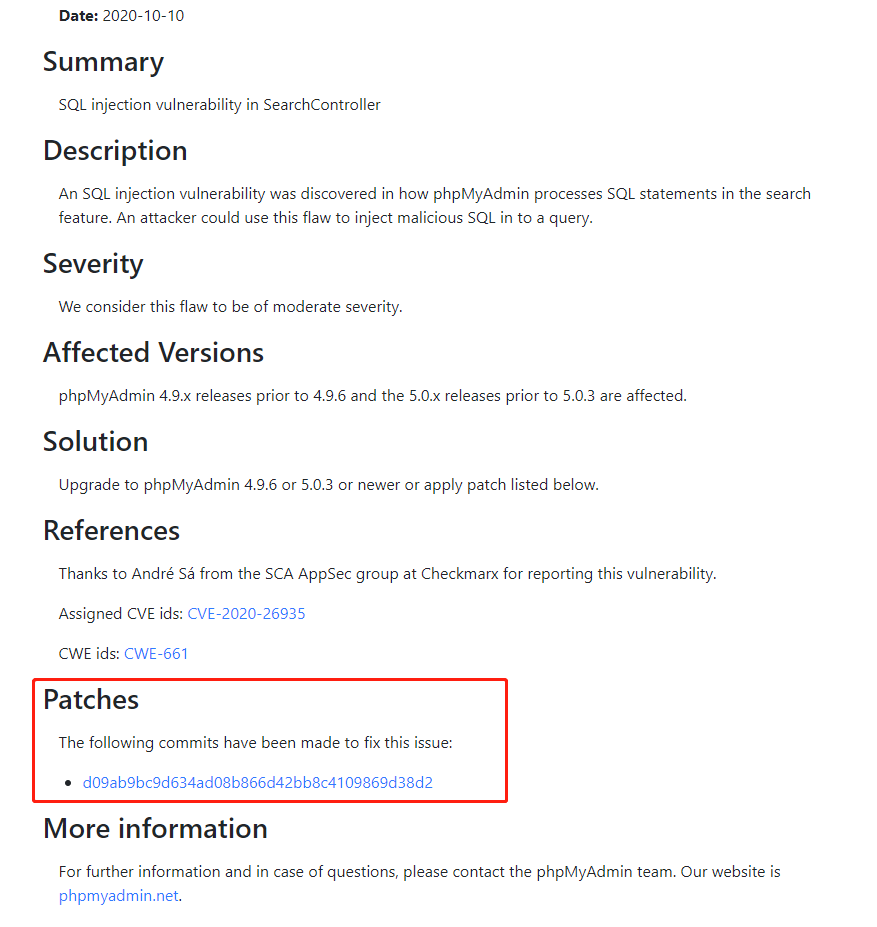 Date: 2020-10-10
Summary
SQL injection vulnerability in SearchController
Description
An SQL injection vulnerability was discovered in how phpMyAdmin processes SQL statements in the search
feature. An attacker could use this flaw to inject malicious SQL in to a query.
Severity
We consider this flaw to be of moderate severity.
Affected Versions
phpMyAdmin 4.9.x releases prior to 4.9.6 and the 5.0.x releases prior to 5.0.3 are affected.
Solution
Upgrade to phpMyAdmin 4.9.6 or 5.0.3 or newer or apply patch listed below.
References
Thanks to André Sá from the SCA AppSec group at Checkmarx for reporting this vulnerability.
Assigned CVE ids: CVE-2020-26935
CWE ids: CWE-661
Patches
The following commits have been made to fix this issue:
• d09ab9bc9d634ad08b866d42bb8c4109869d38d2
More information
For further information and in case of questions, please contact the phpMyAdmin team. Our website is
phpmyadmin.net.